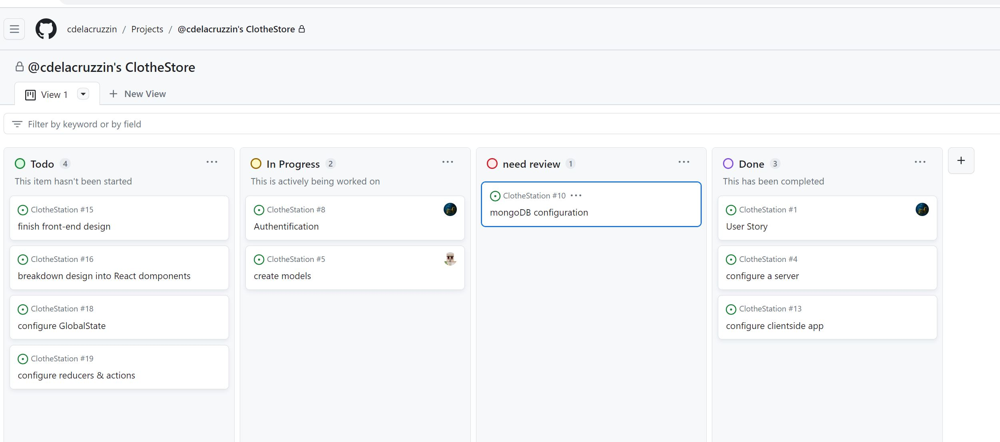 cdelacruzzin / Projects / @cdelacruzzin's ClotheStore
@cdelacruzzin's ClotheStore
View 1
New View
Filter by keyword or by field
Todo 4
This item hasn't been started
ClotheStation #15
finish front-end design
ClotheStation #16
breakdown design into React domponents
ClotheStation #18
configure GlobalState
ClotheStation #19
configure reducers & actions
In Progress 2
This is actively being worked on
ClotheStation #8
Authentification
ClotheStation #5
create models
need review 1
ClotheStation #10
mongoDB configuration
Done 3
This has been completed
ClotheStation #1
User Story
ClotheStation #4
configure a server
ClotheStation #13
configure clientside app